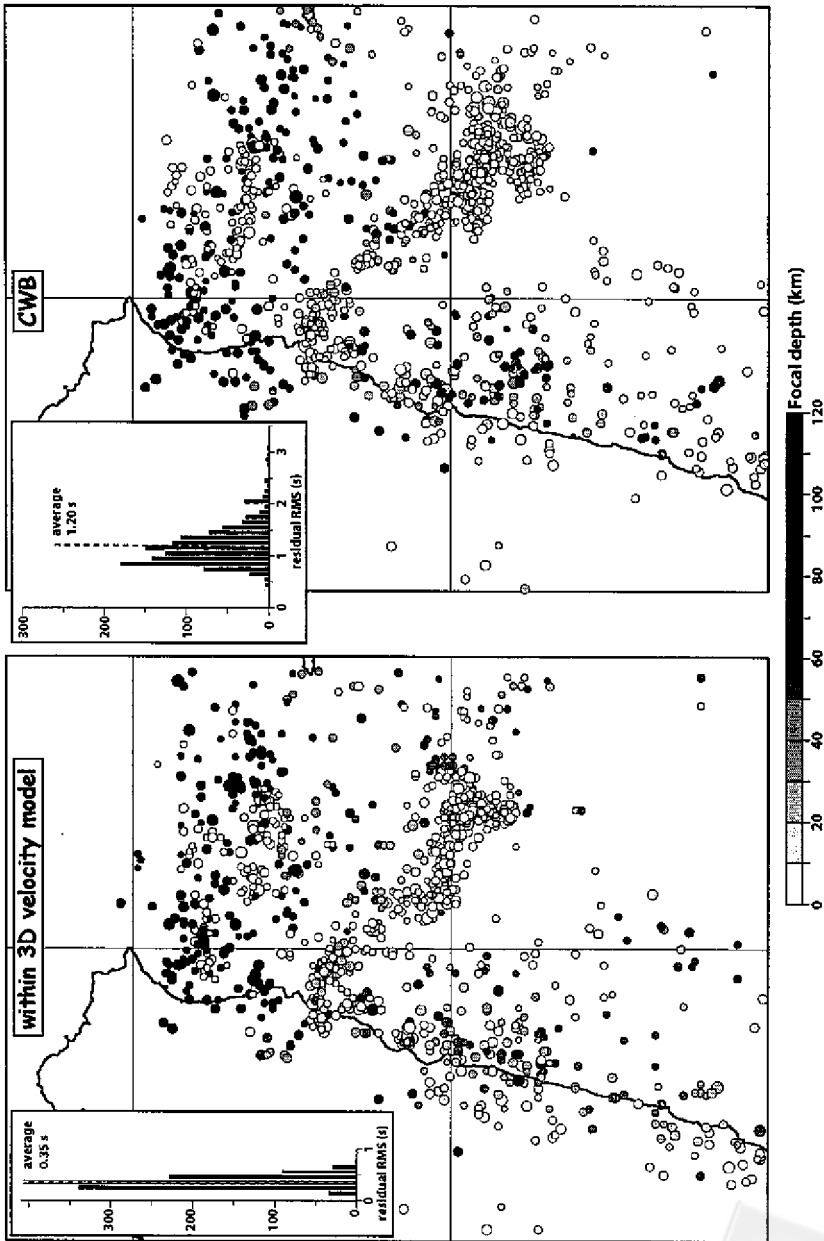 within 3D velocity model
average
0.35 s
300
200
100
0
0
1
residual RMS (s)
CWB
average
1.20 s
300
200
100
0
0
1
2
3
residual RMS (s)
Focal depth (km)
0
20
40
60
80
100
120